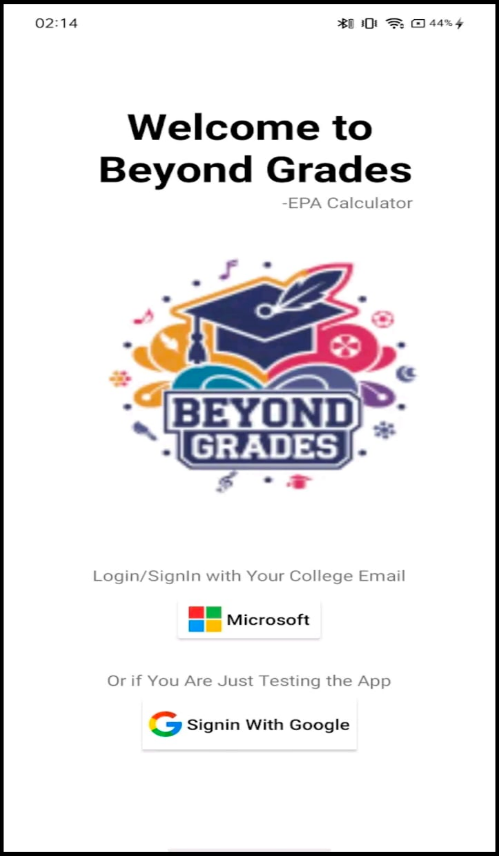 02:14
44%
Welcome to
Beyond Grades
-EPA Calculator
BEYOND
GRADES
Login/SignIn with Your College Email
Microsoft
Or if You Are Just Testing the App
Signin With Google